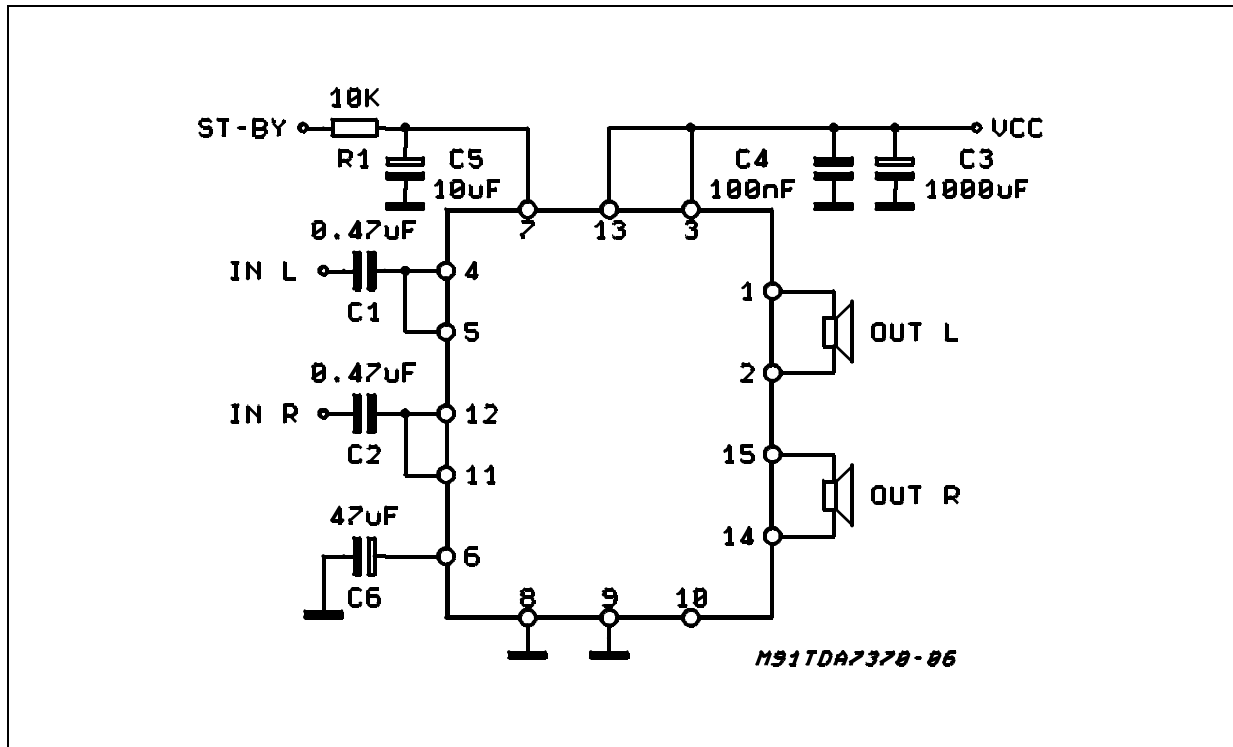 10K
ST-BY
VCC
R1
C5
10uF
C4
100nF
C3
1000uF
7
13
3
0.47uF
IN L
4
C1
5
1
OUT L
2
0.47uF
IN R
12
C2
11
15
OUT R
14
47uF
6
C6
8
9
10
M91TDA7370-06